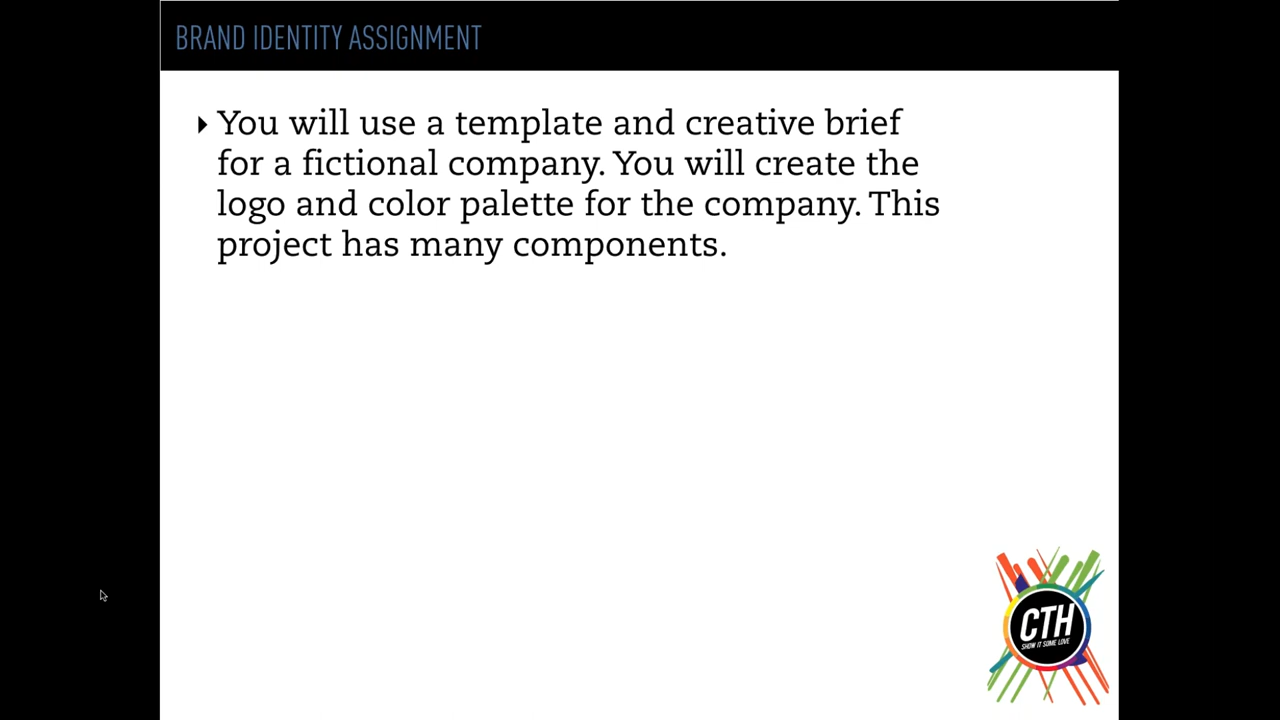 BRAND IDENTITY ASSIGNMENT
You will use a template and creative brief
for a fictional company. You will create the
logo and color palette for the company. This
project has many components.
CTH
SHOW IT SOME LOVE